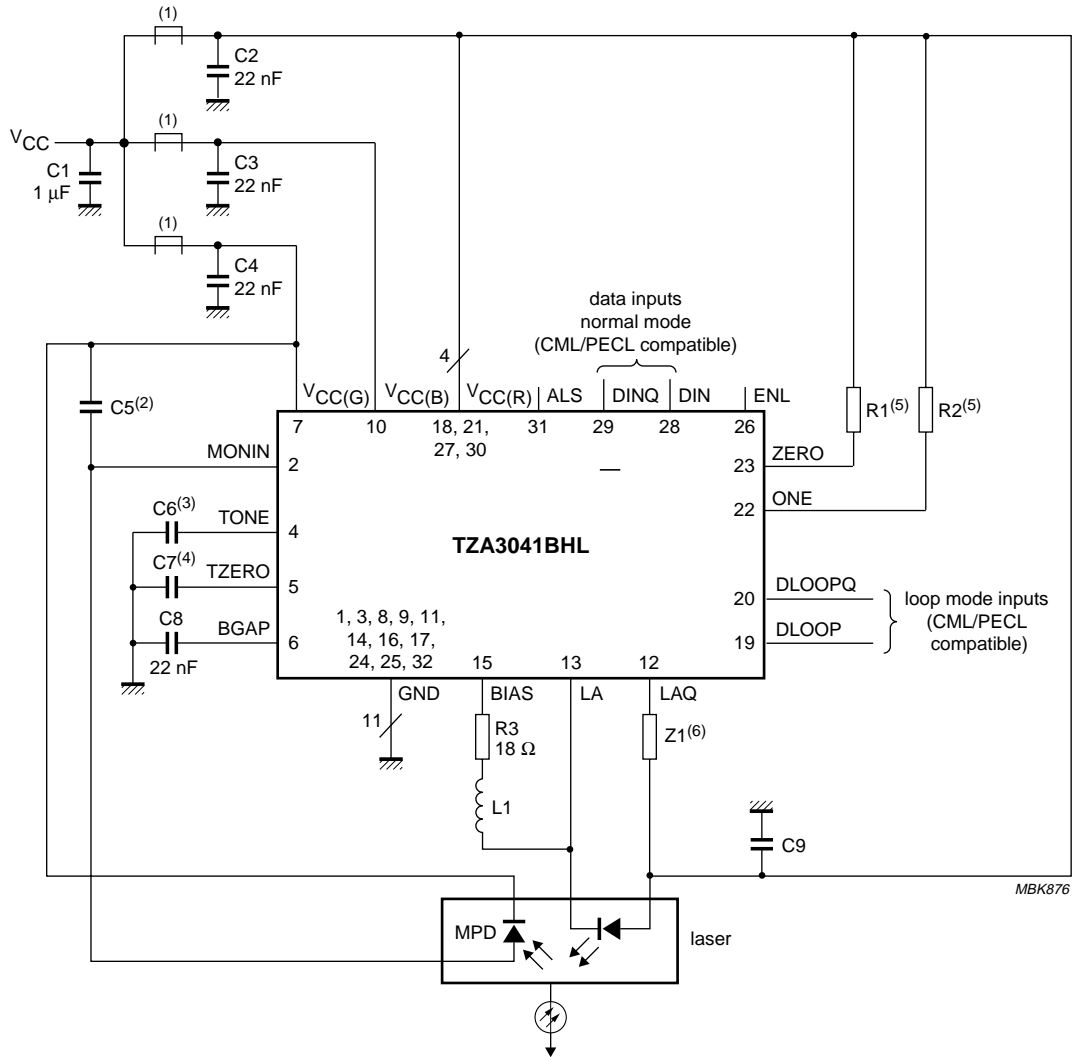 (1)
C2
22 nF
(1)
VCC
C1
1 µF
C3
22 nF
(1)
C4
22 nF
data inputs
normal mode
(CML/PECL compatible)
4
C5(2)
VCC(G)
VCC(B)
VCC(R)
ALS
DINQ
DIN
ENL
R1(5)
R2(5)
7
10
18, 21,
27, 30
31
29
28
26
MONIN
2
23
ZERO
22
ONE
C6(3)
TONE
4
TZA3041BHL
C7(4)
TZERO
5
20
DLOOPQ
loop mode inputs
(CML/PECL
compatible)
C8
22 nF
BGAP
6
19
DLOOP
1, 3, 8, 9, 11,
14, 16, 17,
24, 25, 32
15
13
12
GND
BIAS
LA
LAQ
11
R3
18 Ω
Z1(6)
L1
C9
MBK876
MPD
laser